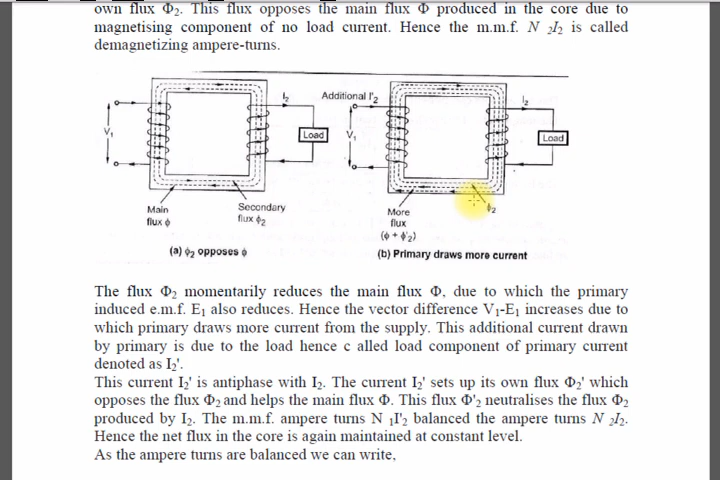 own flux Φ2. This flux opposes the main flux Φ produced in the core due to
magnetising component of no load current. Hence the m.m.f. N 2I2 is called
demagnetizing ampere-turns.
I2 Additional I'2 I2
V1 Load V1 Load
Main flux ϕ
Secondary flux ϕ2
More flux (ϕ + ϕ'2)
ϕ2
(a) ϕ2 opposes ϕ
(b) Primary draws more current
The flux Φ2 momentarily reduces the main flux Φ, due to which the primary
induced e.m.f. E1 also reduces. Hence the vector difference V1-E1 increases due to
which primary draws more current from the supply. This additional current drawn
by primary is due to the load hence c alled load component of primary current
denoted as I2'.
This current I2' is antiphase with I2. The current I2' sets up its own flux Φ2' which
opposes the flux Φ2 and helps the main flux Φ. This flux Φ'2 neutralises the flux Φ2
produced by I2. The m.m.f. ampere turns N 1I'2 balanced the ampere turns N 2I2.
Hence the net flux in the core is again maintained at constant level.
As the ampere turns are balanced we can write,